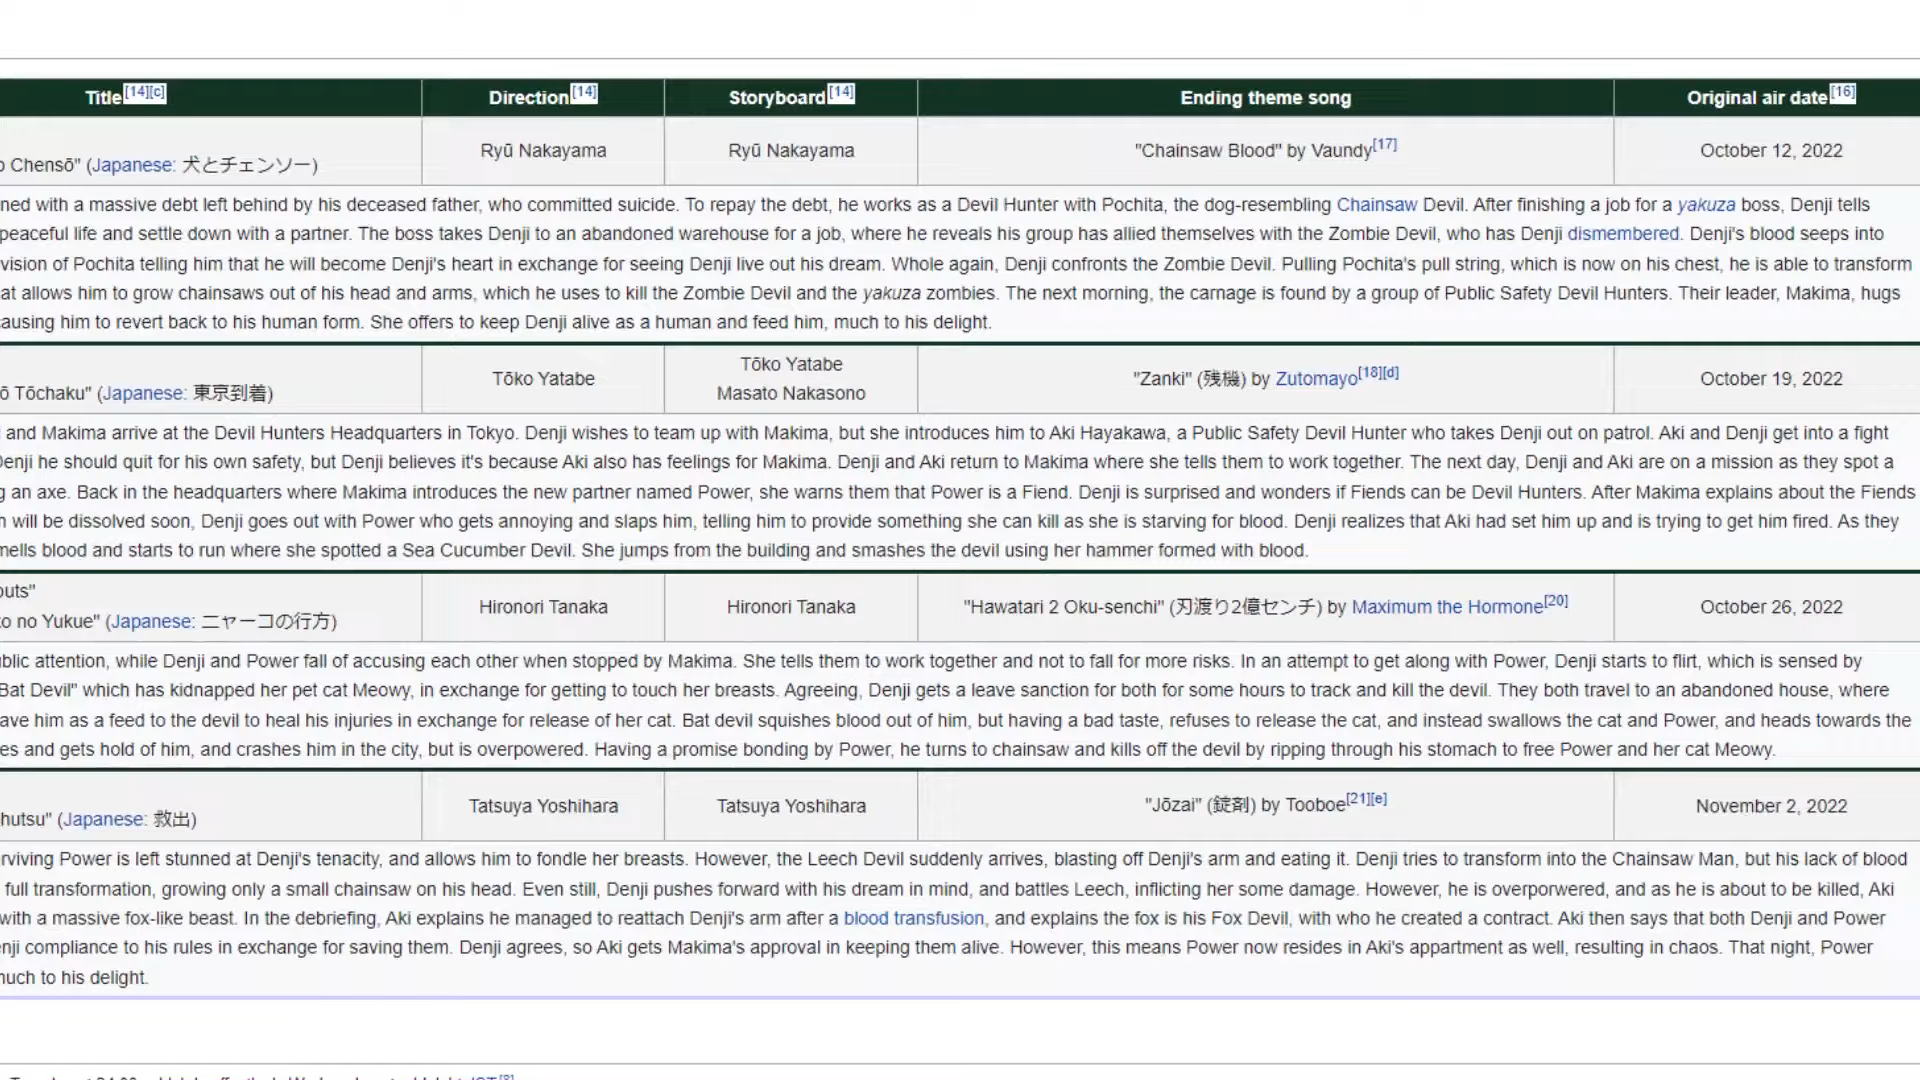 Title[14][c] Direction[14] Storyboard[14] Ending theme song Original air date[16]
o Chensō" (Japanese: 犬とチェンソー) Ryū Nakayama Ryū Nakayama "Chainsaw Blood" by Vaundy[17] October 12, 2022
ned with a massive debt left behind by his deceased father, who committed suicide. To repay the debt, he works as a Devil Hunter with Pochita, the dog-resembling Chainsaw Devil. After finishing a job for a yakuza boss, Denji tells
peaceful life and settle down with a partner. The boss takes Denji to an abandoned warehouse for a job, where he reveals his group has allied themselves with the Zombie Devil, who has Denji dismembered. Denji's blood seeps into
vision of Pochita telling him that he will become Denji's heart in exchange for seeing Denji live out his dream. Whole again, Denji confronts the Zombie Devil. Pulling Pochita's pull string, which is now on his chest, he is able to transform
at allows him to grow chainsaws out of his head and arms, which he uses to kill the Zombie Devil and the yakuza zombies. The next morning, the carnage is found by a group of Public Safety Devil Hunters. Their leader, Makima, hugs
ausing him to revert back to his human form. She offers to keep Denji alive as a human and feed him, much to his delight.
ō Tōchaku" (Japanese: 東京到着) Tōko Yatabe Tōko Yatabe Masato Nakasono "Zanki" (残機) by Zutomayo[18][d] October 19, 2022
and Makima arrive at the Devil Hunters Headquarters in Tokyo. Denji wishes to team up with Makima, but she introduces him to Aki Hayakawa, a Public Safety Devil Hunter who takes Denji out on patrol. Aki and Denji get into a fight
Denji he should quit for his own safety, but Denji believes it's because Aki also has feelings for Makima. Denji and Aki return to Makima where she tells them to work together. The next day, Denji and Aki are on a mission as they spot a
g an axe. Back in the headquarters where Makima introduces the new partner named Power, she warns them that Power is a Fiend. Denji is surprised and wonders if Fiends can be Devil Hunters. After Makima explains about the Fiends
h will be dissolved soon, Denji goes out with Power who gets annoying and slaps him, telling him to provide something she can kill as she is starving for blood. Denji realizes that Aki had set him up and is trying to get him fired. As they
mells blood and starts to run where she spotted a Sea Cucumber Devil. She jumps from the building and smashes the devil using her hammer formed with blood.
outs"
o no Yukue" (Japanese: ニャーコの行方) Hironori Tanaka Hironori Tanaka "Hawatari 2 Oku-senchi" (刃渡り2億センチ) by Maximum the Hormone[20] October 26, 2022
blic attention, while Denji and Power fall of accusing each other when stopped by Makima. She tells them to work together and not to fall for more risks. In an attempt to get along with Power, Denji starts to flirt, which is sensed by
Bat Devil" which has kidnapped her pet cat Meowy, in exchange for getting to touch her breasts. Agreeing, Denji gets a leave sanction for both for some hours to track and kill the devil. They both travel to an abandoned house, where
ave him as a feed to the devil to heal his injuries in exchange for release of her cat. Bat devil squishes blood out of him, but having a bad taste, refuses to release the cat, and instead swallows the cat and Power, and heads towards the
es and gets hold of him, and crashes him in the city, but is overpowered. Having a promise bonding by Power, he turns to chainsaw and kills off the devil by ripping through his stomach to free Power and her cat Meowy.
hutsu" (Japanese: 救出) Tatsuya Yoshihara Tatsuya Yoshihara "Jōzai" (錠剤) by Tooboe[21][e] November 2, 2022
rviving Power is left stunned at Denji's tenacity, and allows him to fondle her breasts. However, the Leech Devil suddenly arrives, blasting off Denji's arm and eating it. Denji tries to transform into the Chainsaw Man, but his lack of blood
full transformation, growing only a small chainsaw on his head. Even still, Denji pushes forward with his dream in mind, and battles Leech, inflicting her some damage. However, he is overporwered, and as he is about to be killed, Aki
with a massive fox-like beast. In the debriefing, Aki explains he managed to reattach Denji's arm after a blood transfusion, and explains the fox is his Fox Devil, with who he created a contract. Aki then says that both Denji and Power
enji compliance to his rules in exchange for saving them. Denji agrees, so Aki gets Makima's approval in keeping them alive. However, this means Power now resides in Aki's appartment as well, resulting in chaos. That night, Power
much to his delight.